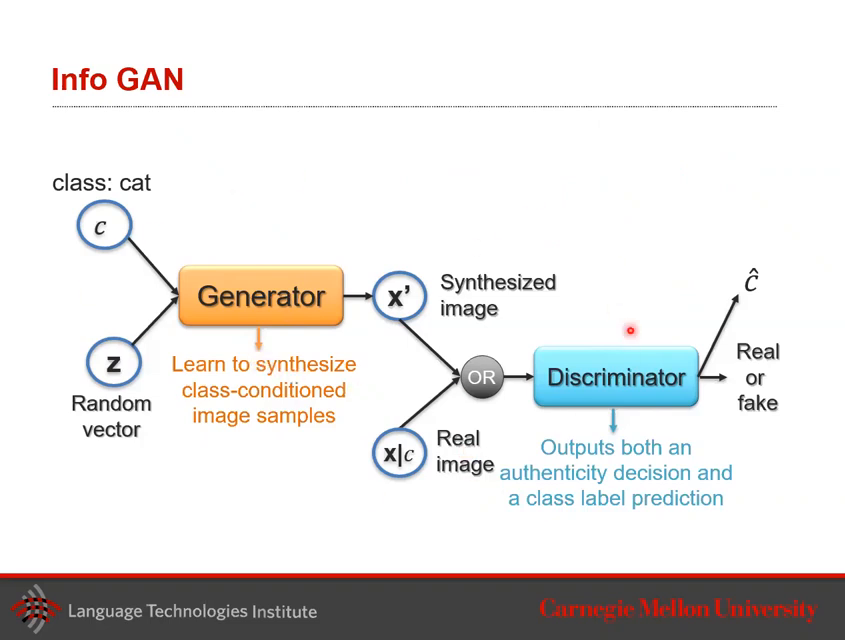 Info GAN
class: cat
c
Generator
x'
Synthesized
image
ĉ
z
Random
vector
Learn to synthesize
class-conditioned
image samples
OR
Discriminator
Real
or
fake
x|c
Real
image
Outputs both an
authenticity decision and
a class label prediction
Language Technologies Institute
Carnegie Mellon University